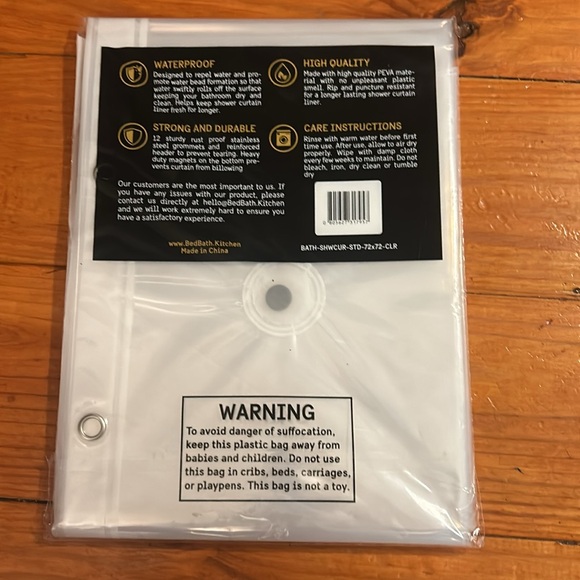 WATERPROOF
Designed to repel water and pro-
mote water bead formation so that
water swiftly rolls off the surface
keeping your bathroom dry and
clean. Helps keep shower curtain
liner fresh for longer.
HIGH QUALITY
Made with high quality PEVA mate-
rial with no unpleasant plastic
smell. Rip and puncture resistant
for a longer lasting shower curtain
liner.
STRONG AND DURABLE
12 sturdy rust proof stainless
steel grommets and reinforced
header to prevent tearing. Heavy
duty magnets on the bottom pre-
vents curtain from billowing
CARE INSTRUCTIONS
Rinse with warm water before first
time use. After use, allow to air dry
properly. Wipe with damp cloth
every few weeks to maintain. Do not
bleach, iron, dry clean or tumble
dry
Our customers are the most important to us. If
you have any issues with our product, please
contact us directly at hello@BedBath.Kitchen
and we will work extremely hard to ensure you
have a satisfactory experience.
www.BedBath.Kitchen
Made in China
BATH-SHWCUR-STD-72x72-CLR
WARNING
To avoid danger of suffocation,
keep this plastic bag away from
babies and children. Do not use
this bag in cribs, beds, carriages,
or playpens. This bag is not a toy.